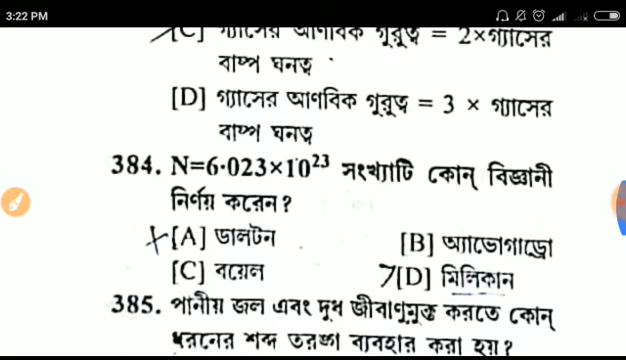 3:22 PM
[C] গ্যাসের আণবিক গুরুত্ব = 2×গ্যাসের
বাষ্প ঘনত্ব
[D] গ্যাসের আণবিক গুরুত্ব = 3 × গ্যাসের
বাষ্প ঘনত্ব
384. N=6·023×10²³ সংখ্যাটি কোন্ বিজ্ঞানী
নির্ণয় করেন?
[A] ডালটন [B] অ্যাভোগাড্রো
[C] বয়েল [D] মিলিকান
385. পানীয় জল এবং দুধ জীবাণুমুক্ত করতে কোন্
ধরনের শব্দ তরঙ্গ ব্যবহার করা হয়?